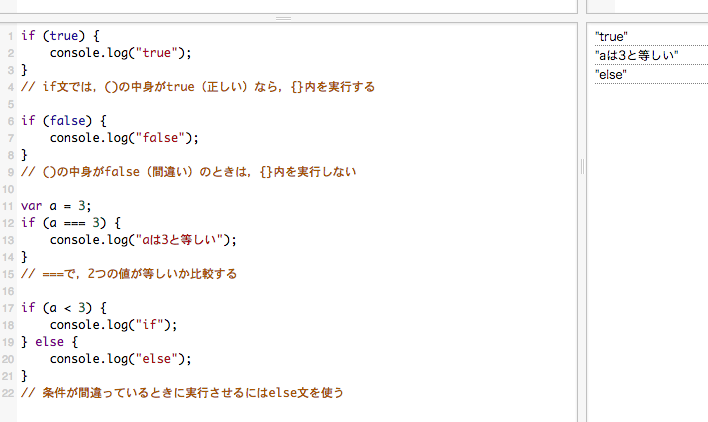 1 if (true) {
2     console.log("true");
3 }
4 // if文では，()の中身がtrue（正しい）なら，{}内を実行する
5
6 if (false) {
7     console.log("false");
8 }
9 // ()の中身がfalse（間違い）のときは，{}内を実行しない
10
11 var a = 3;
12 if (a === 3) {
13     console.log("aは3と等しい");
14 }
15 // ===で，2つの値が等しいか比較する
16
17 if (a < 3) {
18     console.log("if");
19 } else {
20     console.log("else");
21 }
22 // 条件が間違っているときに実行させるにはelse文を使う
"true"
"aは3と等しい"
"else"